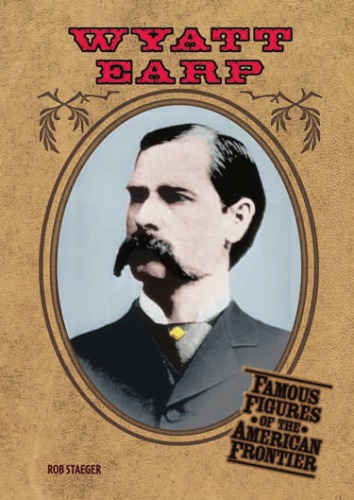 WYATT
EARP
FAMOUS
FIGURES
OF THE
AMERICAN
FRONTIER
ROB STAEGER